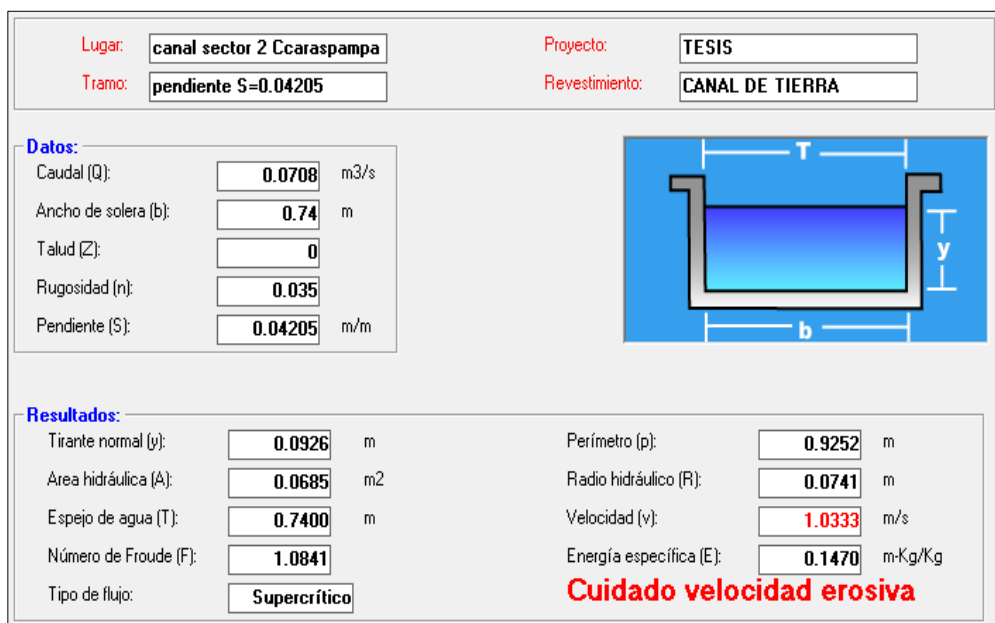 Lugar: canal sector 2 Ccaraspampa Proyecto: TESIS
Tramo: pendiente S=0.04205 Revestimiento: CANAL DE TIERRA
Datos:
Caudal (Q): 0.0708 m3/s
Ancho de solera (b): 0.74 m
Talud (Z): 0
Rugosidad (n): 0.035
Pendiente (S): 0.04205 m/m
T
y
b
Resultados:
Tirante normal (y): 0.0926 m Perímetro (p): 0.9252 m
Area hidráulica (A): 0.0685 m2 Radio hidráulico (R): 0.0741 m
Espejo de agua (T): 0.7400 m Velocidad (v): 1.0333 m/s
Número de Froude (F): 1.0841 Energía específica (E): 0.1470 m-Kg/Kg
Tipo de flujo: Supercrítico Cuidado velocidad erosiva